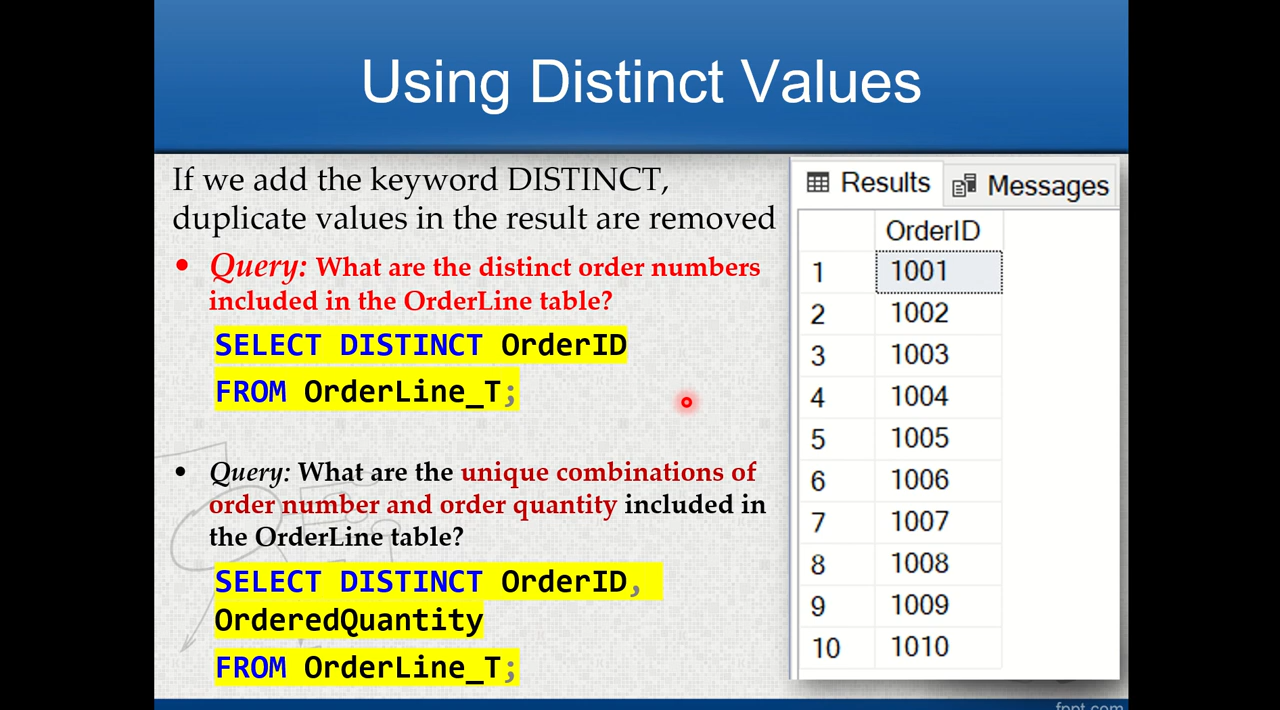 Using Distinct Values
If we add the keyword DISTINCT,
duplicate values in the result are removed
• Query: What are the distinct order numbers
included in the OrderLine table?
SELECT DISTINCT OrderID
FROM OrderLine_T;
• Query: What are the unique combinations of
order number and order quantity included in
the OrderLine table?
SELECT DISTINCT OrderID,
OrderedQuantity
FROM OrderLine_T;
Results Messages
OrderID
1 1001
2 1002
3 1003
4 1004
5 1005
6 1006
7 1007
8 1008
9 1009
10 1010
fppt.com